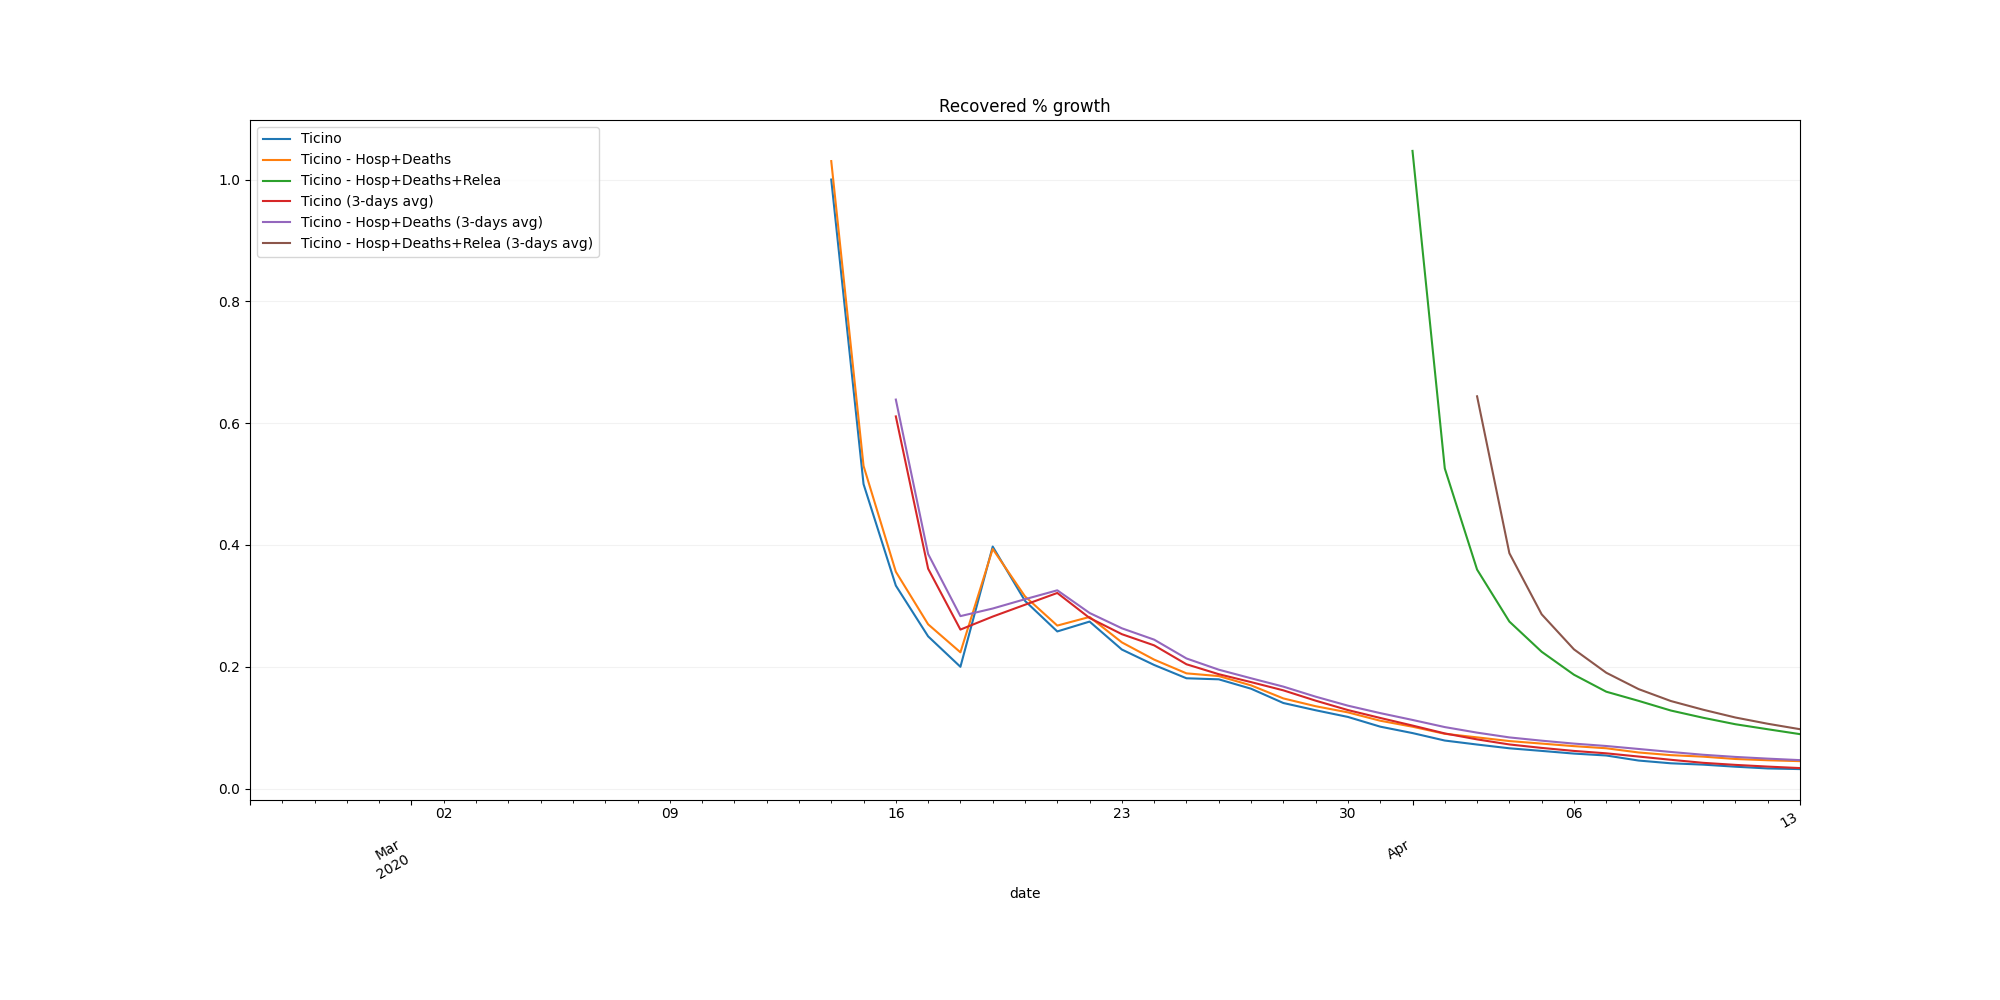 Recovered % growth
Ticino
Ticino - Hosp+Deaths
Ticino - Hosp+Deaths+Relea
Ticino (3-days avg)
Ticino - Hosp+Deaths (3-days avg)
Ticino - Hosp+Deaths+Relea (3-days avg)
1.0
0.8
0.6
0.4
0.2
0.0
02 09 16 23 30 06 13
Mar Apr
2020
date